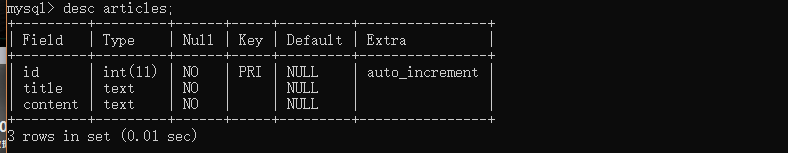 mysql> desc articles;
+---------+---------+------+-----+---------+----------------+
| Field | Type | Null | Key | Default | Extra |
+---------+---------+------+-----+---------+----------------+
| id | int(11) | NO | PRI | NULL | auto_increment |
| title | text | NO | | NULL | |
| content | text | NO | | NULL | |
+---------+---------+------+-----+---------+----------------+
3 rows in set (0.01 sec)